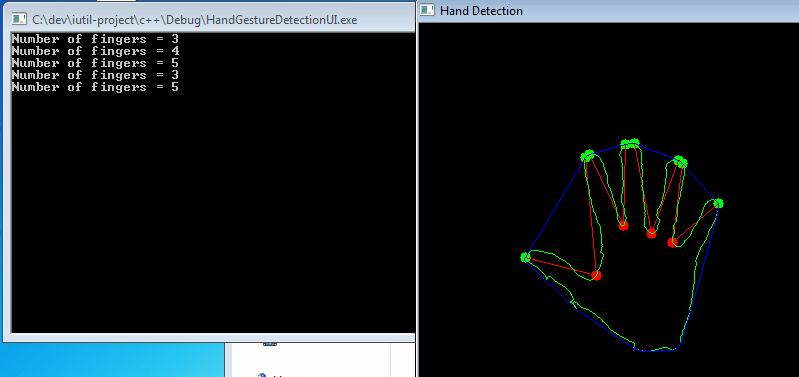 C:\dev\iutil-project\c++\Debug\HandGestureDetectionUI.exe
Number of fingers = 3
Number of fingers = 4
Number of fingers = 5
Number of fingers = 3
Number of fingers = 5
Hand Detection